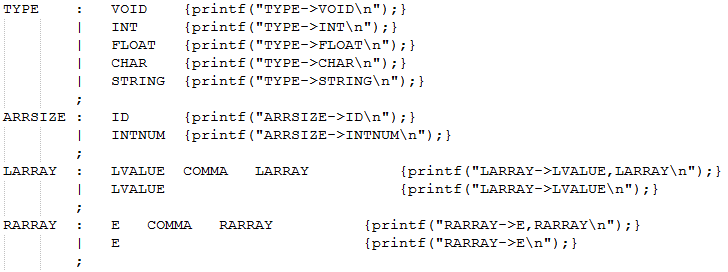 TYPE    :   VOID    {printf("TYPE->VOID\n");}
        |   INT     {printf("TYPE->INT\n");}
        |   FLOAT   {printf("TYPE->FLOAT\n");}
        |   CHAR    {printf("TYPE->CHAR\n");}
        |   STRING  {printf("TYPE->STRING\n");}
        ;
ARRSIZE :   ID      {printf("ARRSIZE->ID\n");}
        |   INTNUM  {printf("ARRSIZE->INTNUM\n");}
        ;
LARRAY  :   LVALUE  COMMA   LARRAY          {printf("LARRAY->LVALUE,LARRAY\n");}
        |   LVALUE                          {printf("LARRAY->LVALUE\n");}
        ;
RARRAY  :   E   COMMA   RARRAY          {printf("RARRAY->E,RARRAY\n");}
        |   E                           {printf("RARRAY->E\n");}
        ;